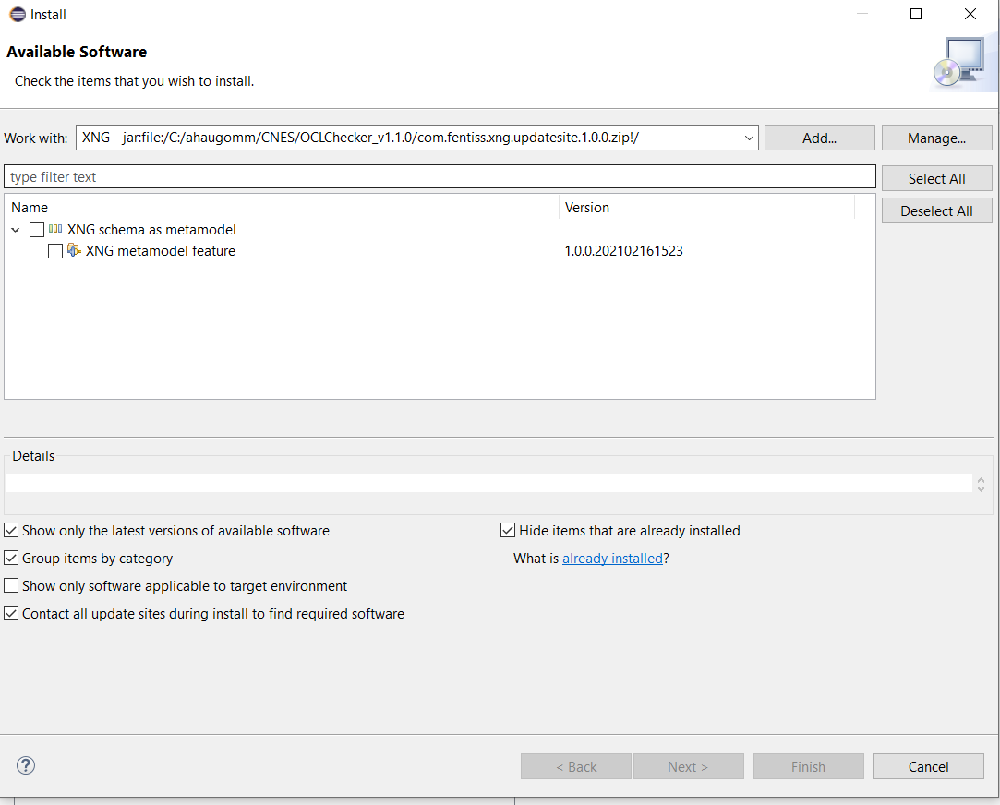 Install
Available Software
Check the items that you wish to install.
Work with: XNG - jar:file:/C:/ahaugomm/CNES/OCLChecker_v1.1.0/com.fentiss.xng.updatesite.1.0.0.zip!/ Add... Manage...
type filter text Select All
Deselect All
Name Version
XNG schema as metamodel
XNG metamodel feature 1.0.0.202102161523
Details
Show only the latest versions of available software Hide items that are already installed
Group items by category What is already installed?
Show only software applicable to target environment
Contact all update sites during install to find required software
? < Back Next > Finish Cancel